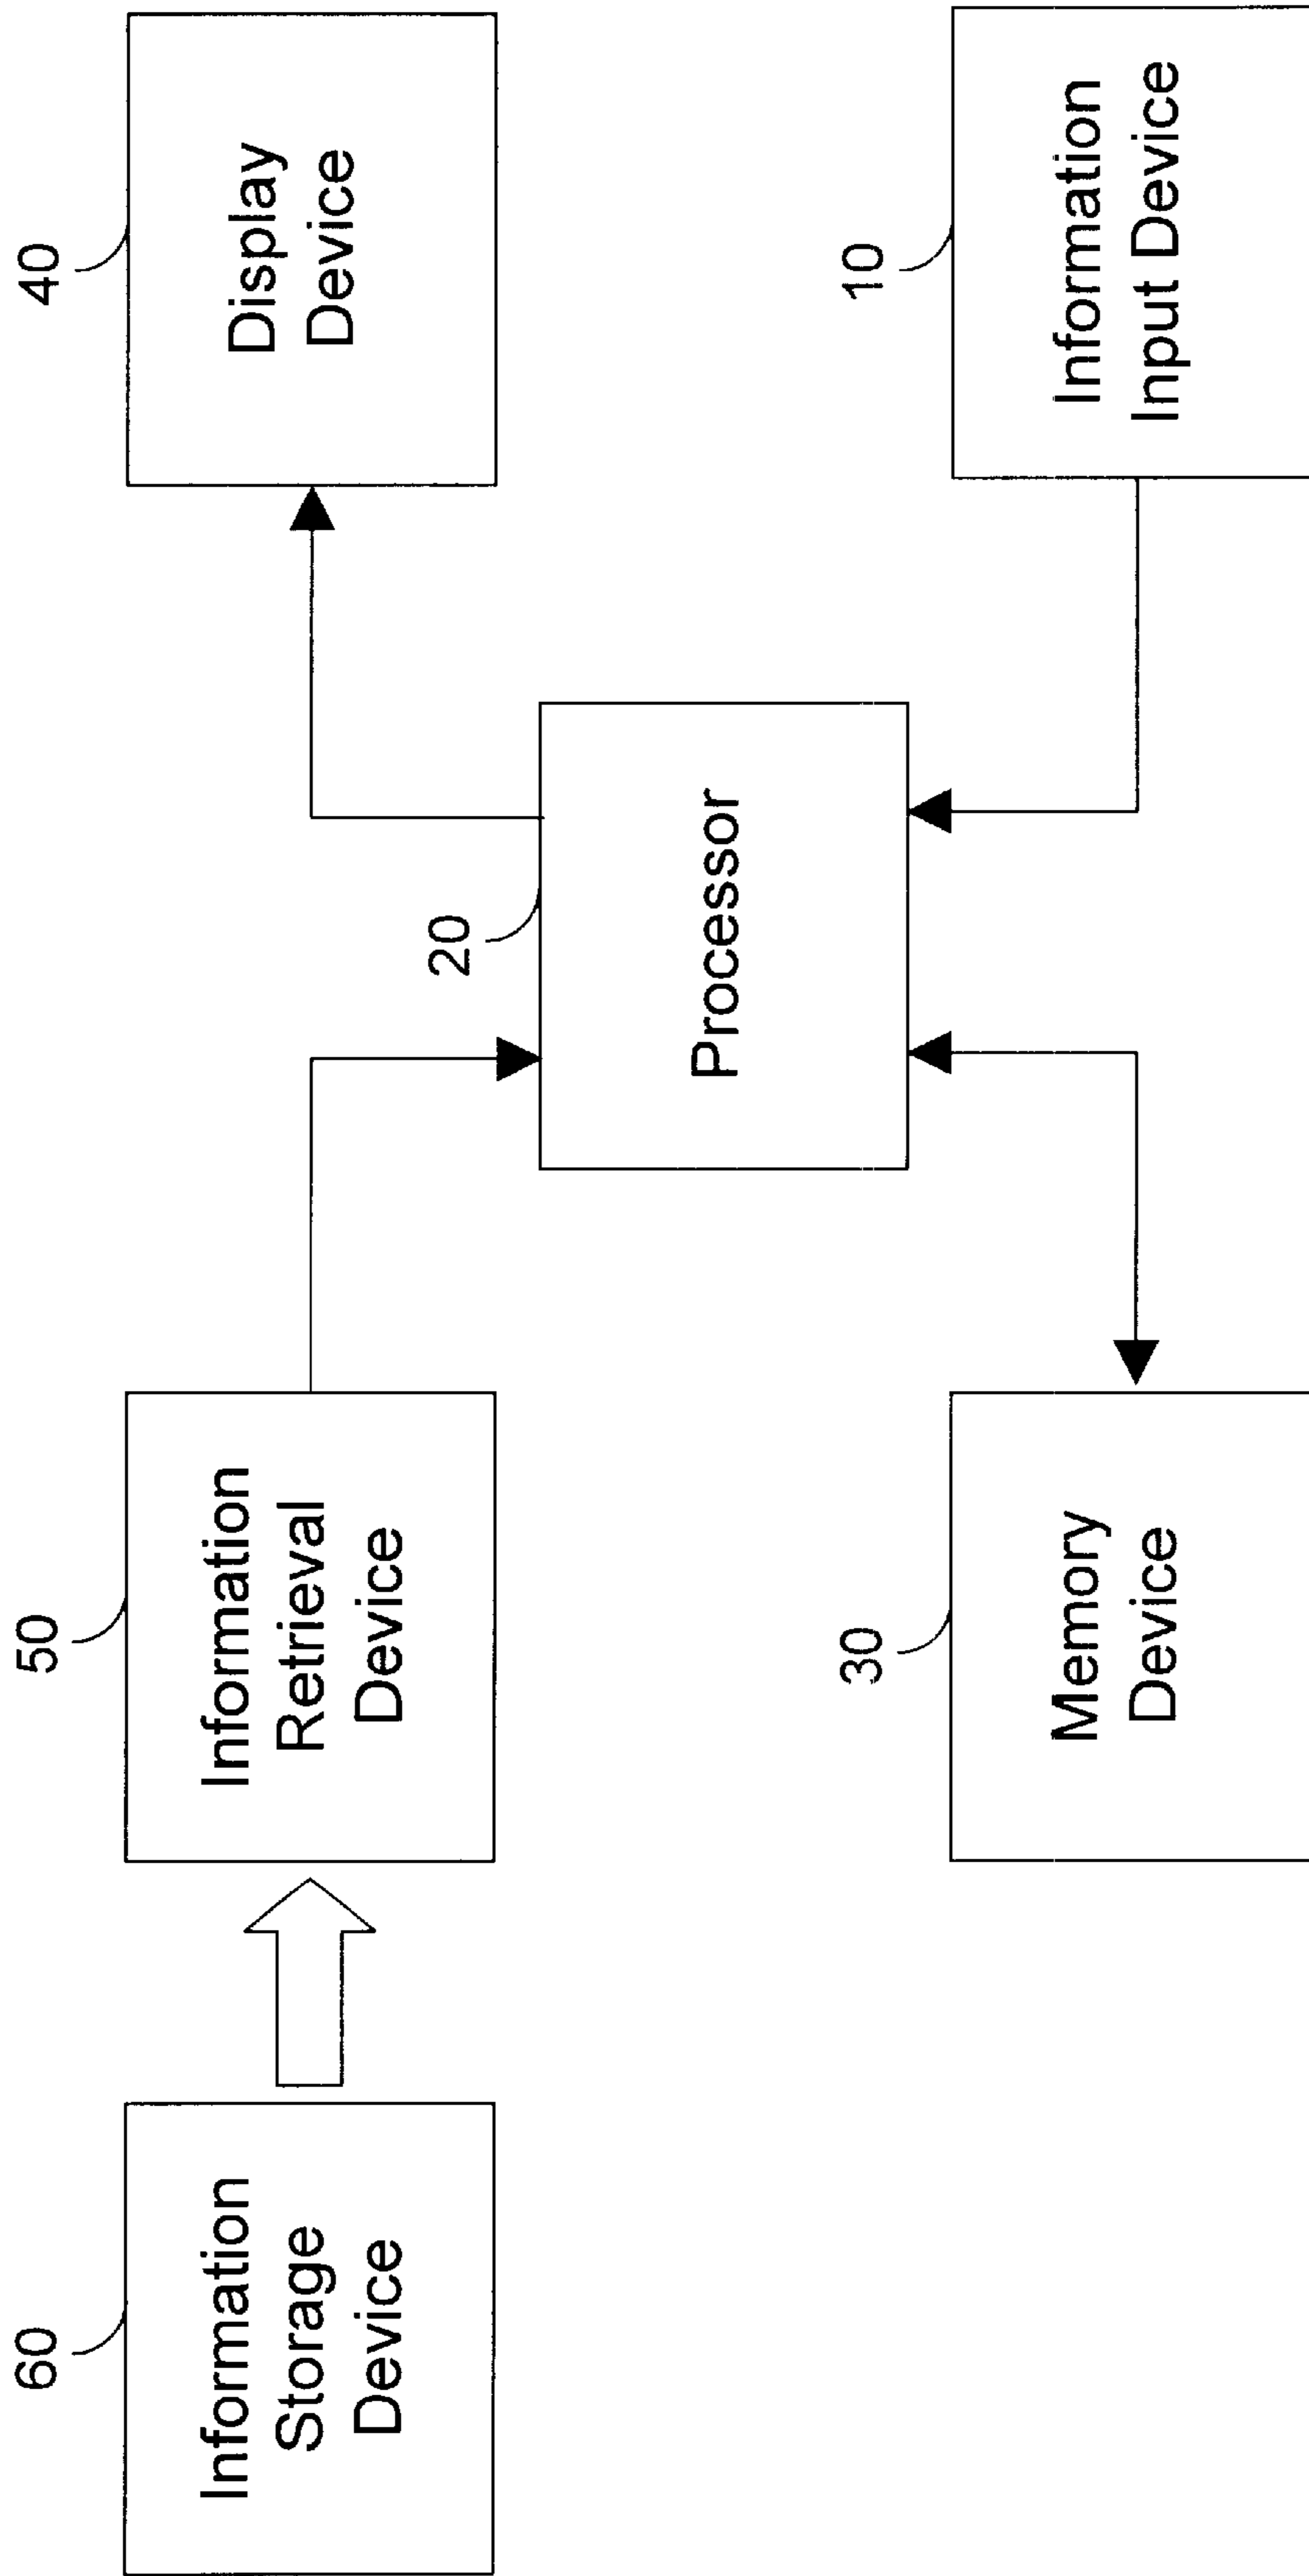 60
Information
Storage
Device
50
Information
Retrieval
Device
40
Display
Device
20
Processor
30
Memory
Device
10
Information
Input Device